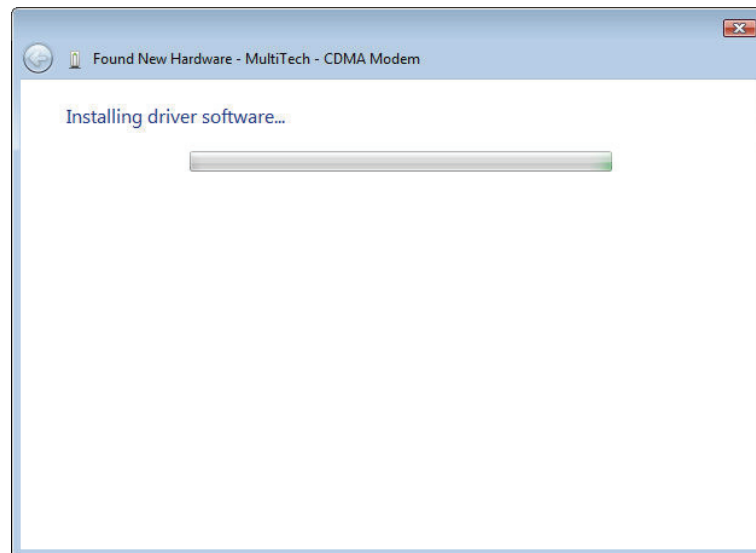 Found New Hardware - MultiTech - CDMA Modem
Installing driver software...